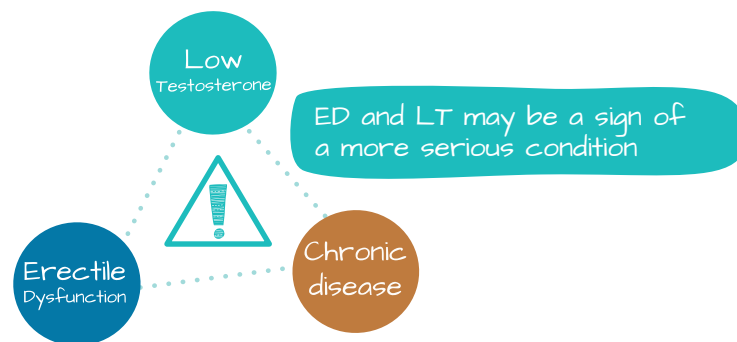 Low
Testosterone
ED and LT may be a sign of
a more serious condition
!
Erectile
Dysfunction
Chronic
disease